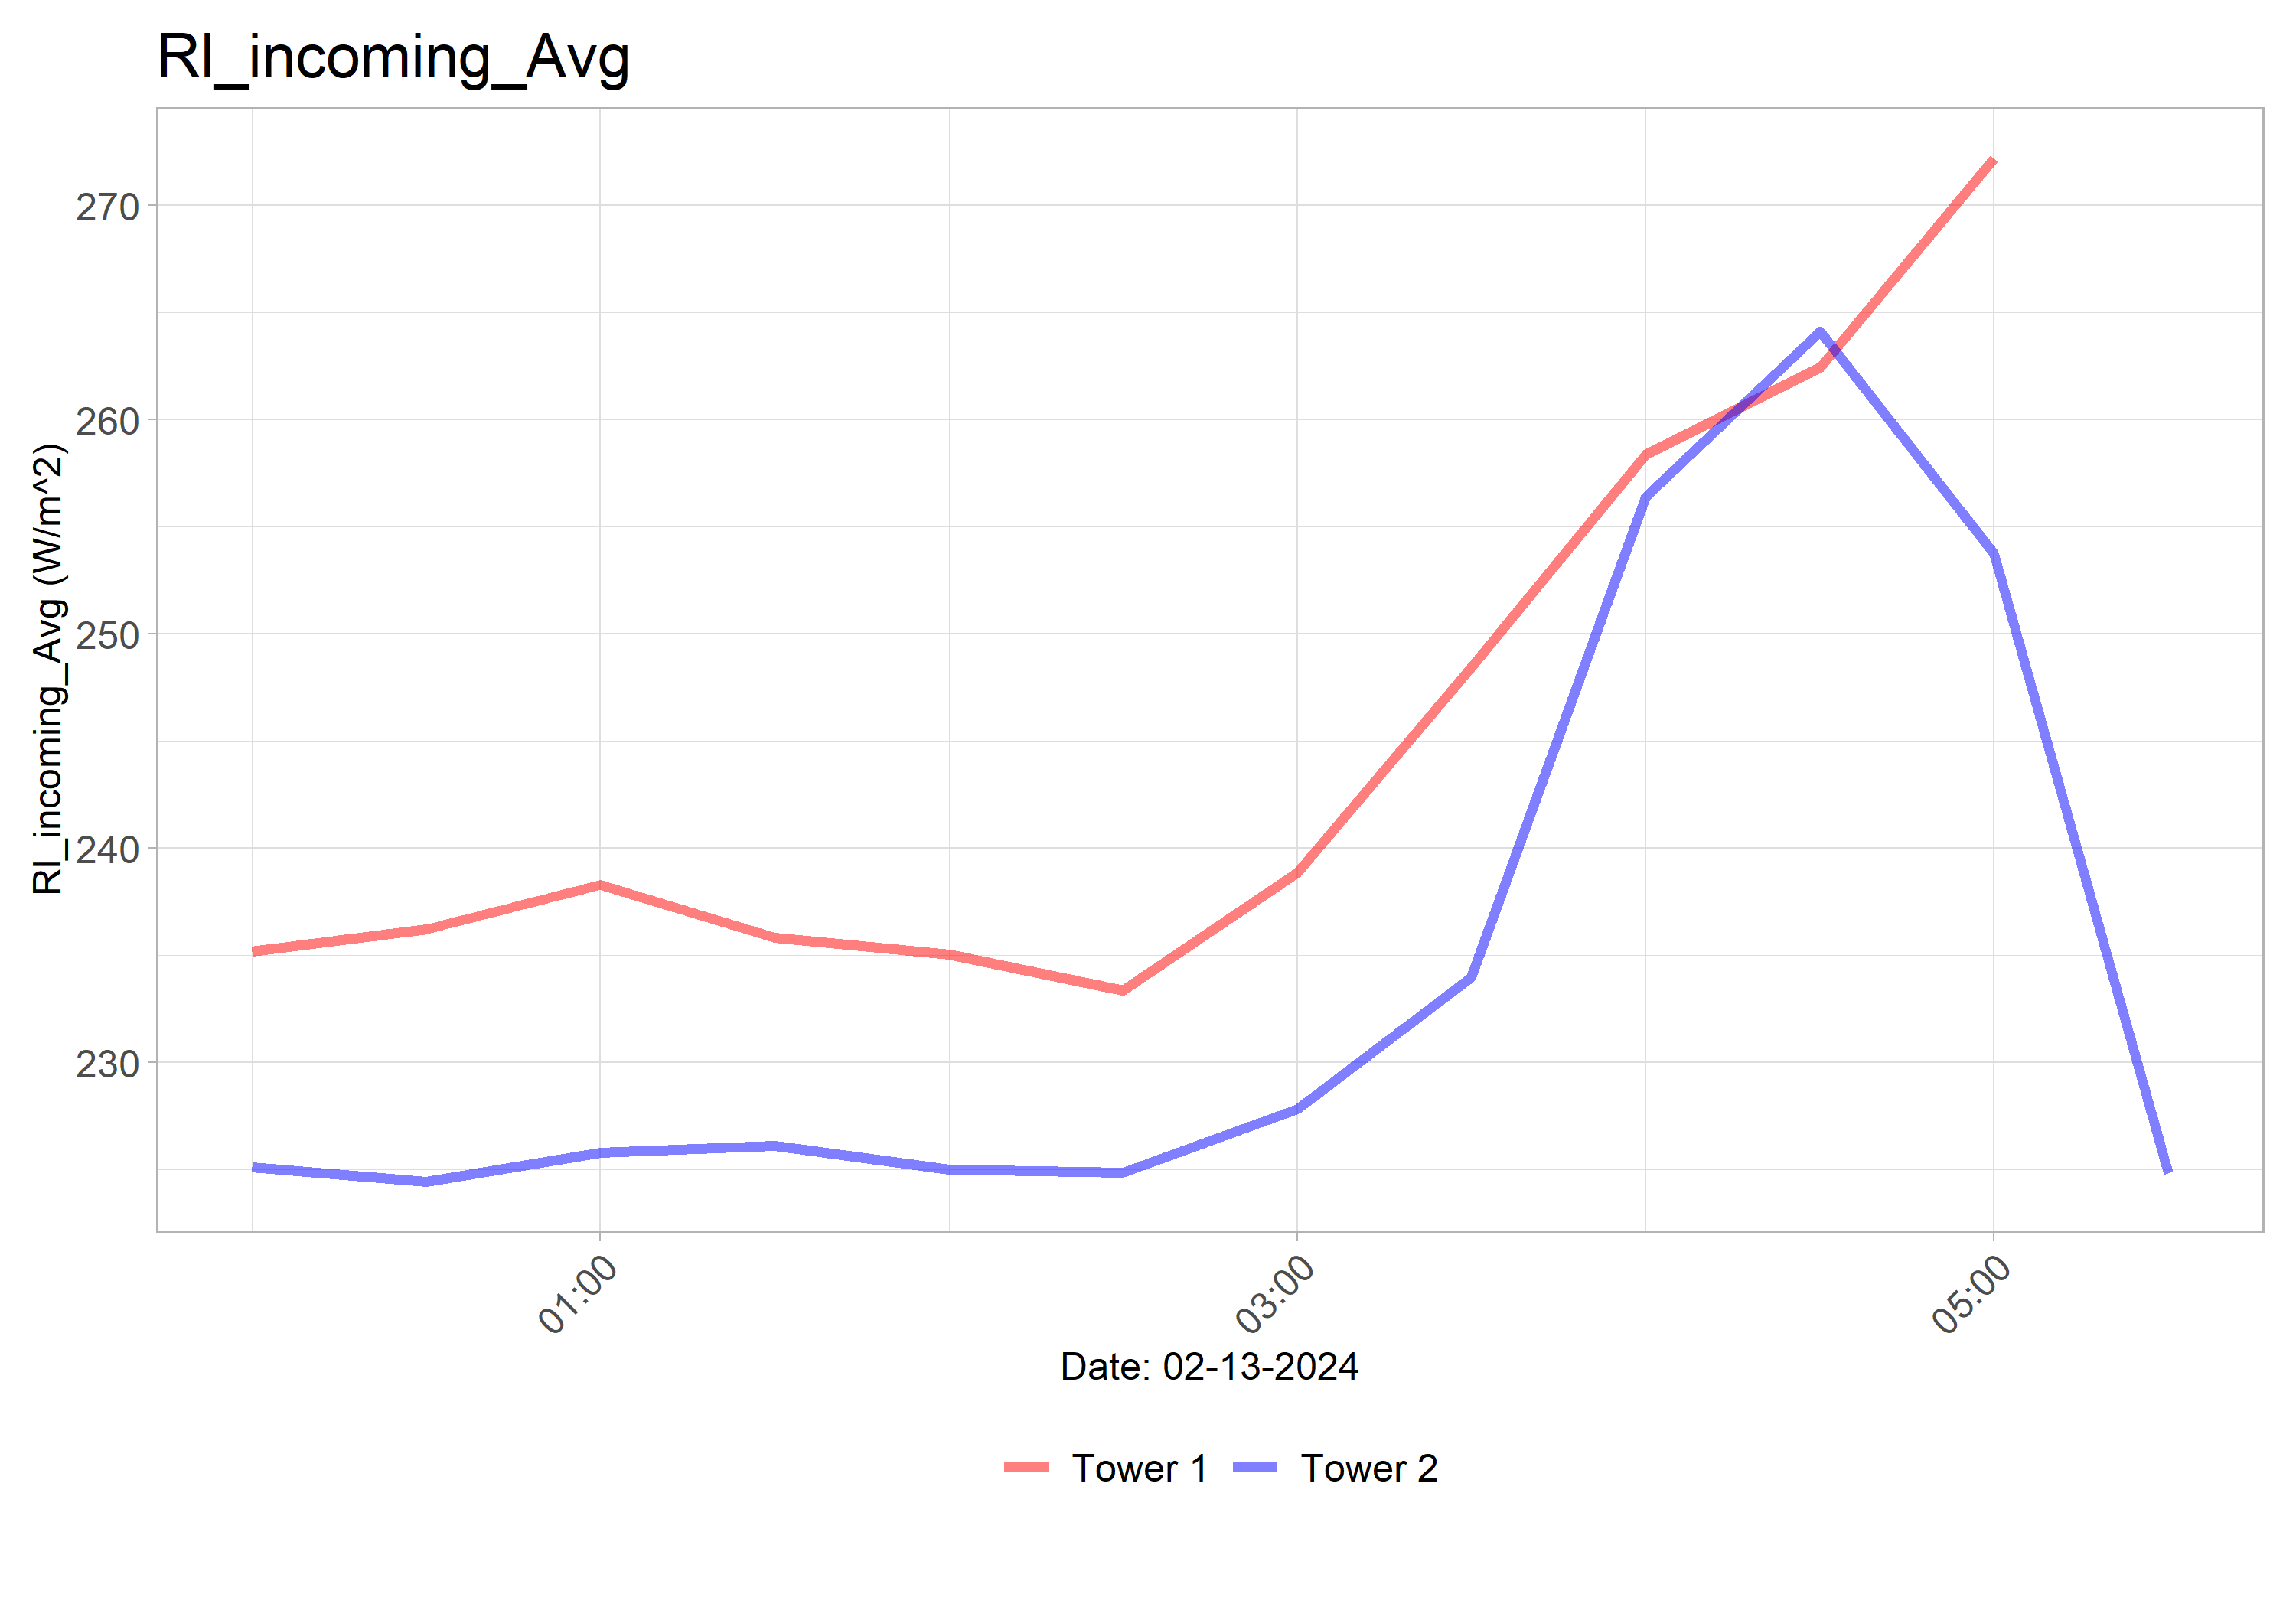 Rl_incoming_Avg
Rl_incoming_Avg (W/m^2)
270
260
250
240
230
01:00
03:00
05:00
Date: 02-13-2024
Tower 1
Tower 2